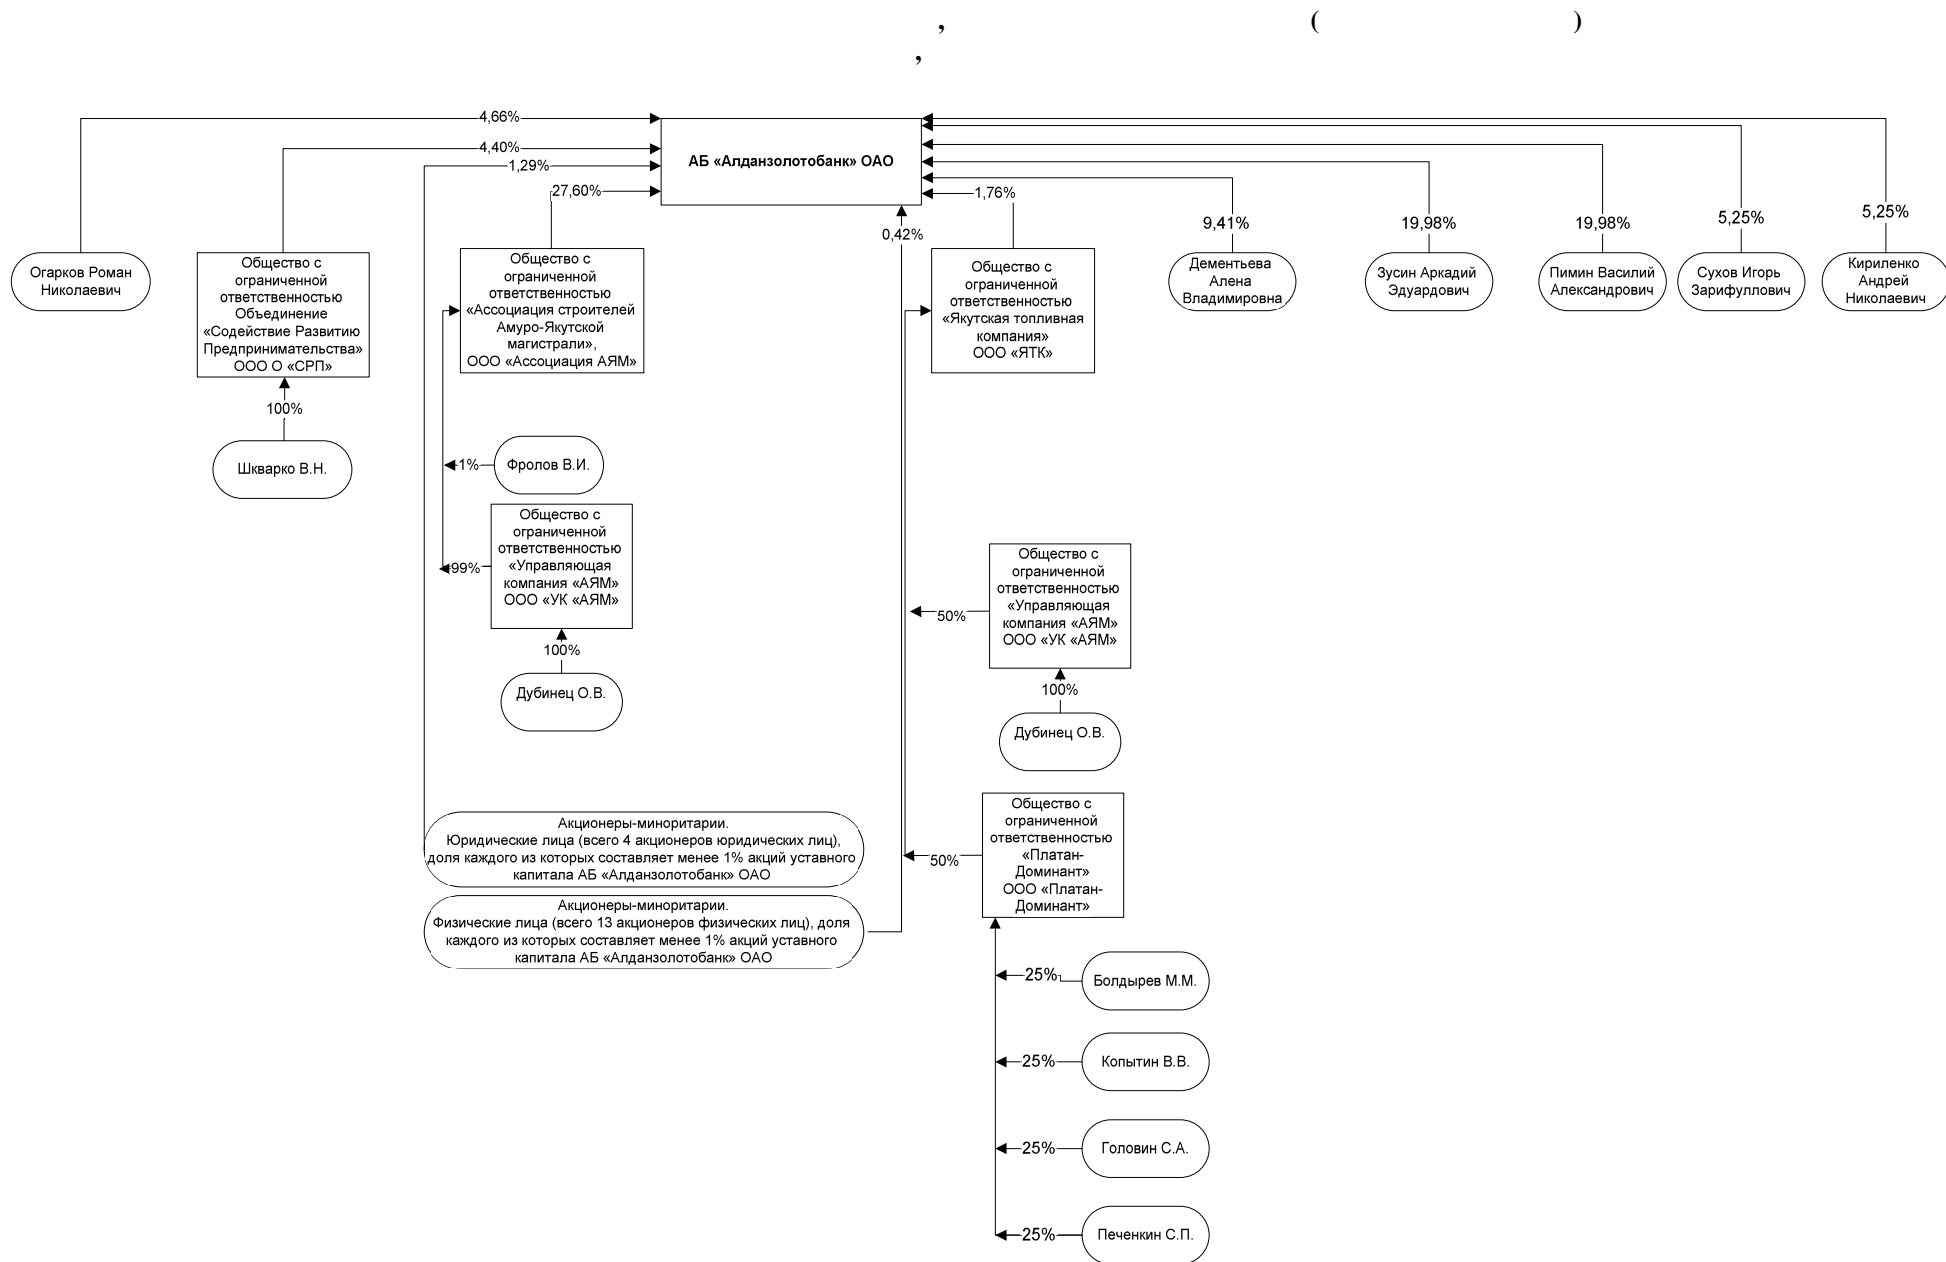 , ( )
,
4,66%
АБ «Алданзолотобанк» ОАО
4,40%
1,29%
27,60%
1,76%
0,42%
9,41%
19,98%
19,98%
5,25%
5,25%
Огарков Роман
Николаевич
Общество с
ограниченной
ответственностью
Объединение
«Содействие Развитию
Предпринимательства»
ООО О «СРП»
Общество с
ограниченной
ответственностью
«Ассоциация строителей
Амуро-Якутской
магистрали»,
ООО «Ассоциация АЯМ»
Общество с
ограниченной
ответственностью
«Якутская топливная
компания»
ООО «ЯТК»
Дементьева
Алена
Владимировна
Зусин Аркадий
Эдуардович
Пимин Василий
Александрович
Сухов Игорь
Зарифуллович
Кириленко
Андрей
Николаевич
100%
Шкварко В.Н.
1%
Фролов В.И.
99%
Общество с
ограниченной
ответственностью
«Управляющая
компания «АЯМ»
ООО «УК «АЯМ»
100%
Дубинец О.В.
50%
Общество с
ограниченной
ответственностью
«Управляющая
компания «АЯМ»
ООО «УК «АЯМ»
100%
Дубинец О.В.
Акционеры-миноритарии.
Юридические лица (всего 4 акционеров юридических лиц),
доля каждого из которых составляет менее 1% акций уставного
капитала АБ «Алданзолотобанк» ОАО
50%
Общество с
ограниченной
ответственностью
«Платан-
Доминант»
ООО «Платан-
Доминант»
Акционеры-миноритарии.
Физические лица (всего 13 акционеров физических лиц), доля
каждого из которых составляет менее 1% акций уставного
капитала АБ «Алданзолотобанк» ОАО
25%
Болдырев М.М.
25%
Копытин В.В.
25%
Головин С.А.
25%
Печенкин С.П.